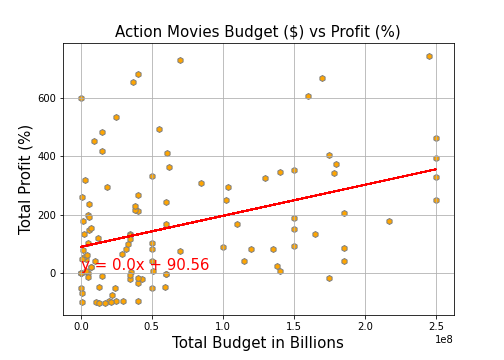 Action Movies Budget ($) vs Profit (%)
Total Profit (%)
600
400
200
0
y = 0.0x + 90.56
0.0
0.5
1.0
1.5
2.0
2.5
1e8
Total Budget in Billions